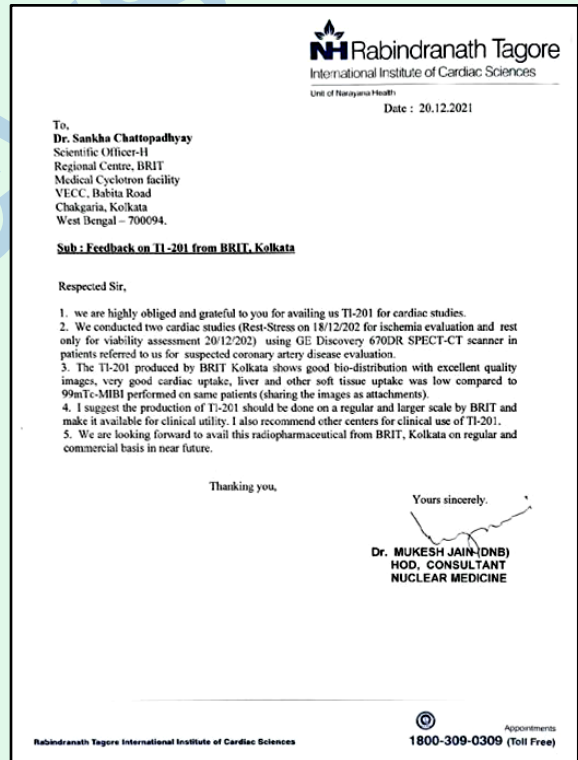 NH Rabindranath Tagore
International Institute of Cardiac Sciences
Unit of Narayana Health
Date : 20.12.2021
To,
Dr. Sankha Chattopadhyay
Scientific Officer-H
Regional Centre, BRIT
Medical Cyclotron facility
VECC, Babita Road
Chakgaria, Kolkata
West Bengal – 700094.
Sub : Feedback on Tl -201 from BRIT, Kolkata
Respected Sir,
1. we are highly obliged and grateful to you for availing us Tl-201 for cardiac studies.
2. We conducted two cardiac studies (Rest-Stress on 18/12/202 for ischemia evaluation and rest
only for viability assessment 20/12/202) using GE Discovery 670DR SPECT-CT scanner in
patients referred to us for suspected coronary artery disease evaluation.
3. The Tl-201 produced by BRIT Kolkata shows good bio-distribution with excellent quality
images, very good cardiac uptake, liver and other soft tissue uptake was low compared to
99mTc-MIBI performed on same patients (sharing the images as attachments).
4. I suggest the production of Tl-201 should be done on a regular and larger scale by BRIT and
make it available for clinical utility. I also recommend other centers for clinical use of Tl-201.
5. We are looking forward to avail this radiopharmaceutical from BRIT, Kolkata on regular and
commercial basis in near future.
Thanking you,
Yours sincerely.
Dr. MUKESH JAIN (DNB)
HOD, CONSULTANT
NUCLEAR MEDICINE
Appointments
Rabindranath Tagore International Institute of Cardiac Sciences
1800-309-0309 (Toll Free)